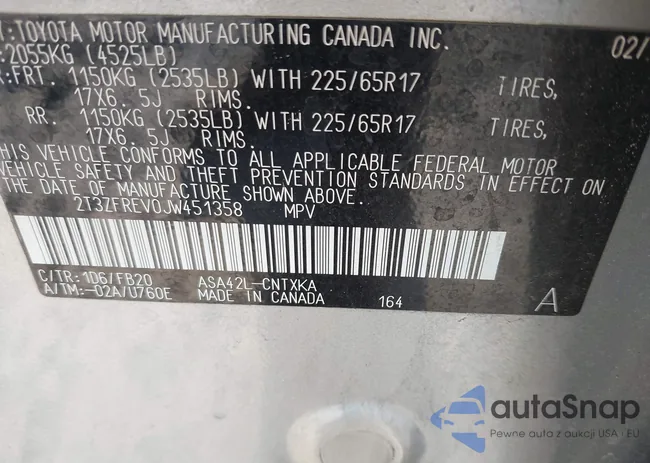 T:TOYOTA MOTOR MANUFACTURING CANADA INC. 02/
:2055KG (4525LB)
FRT. 1150KG (2535LB) WITH 225/65R17 TIRES,
17X6.5J RIMS.
RR. 1150KG (2535LB) WITH 225/65R17 TIRES,
17X6.5J RIMS.
HIS VEHICLE CONFORMS TO ALL APPLICABLE FEDERAL MOTOR
VEHICLE SAFETY AND THEFT PREVENTION STANDARDS IN EFFECT ON
THE DATE OF MANUFACTURE SHOWN ABOVE.
2T3ZFREV0JW451358 MPV
C/TR:1D6/FB20 ASA42L-CNTXKA
A/TM:-02A/U760E MADE IN CANADA 164 A
autoSnap
Pewne auta z aukcji USA · EU